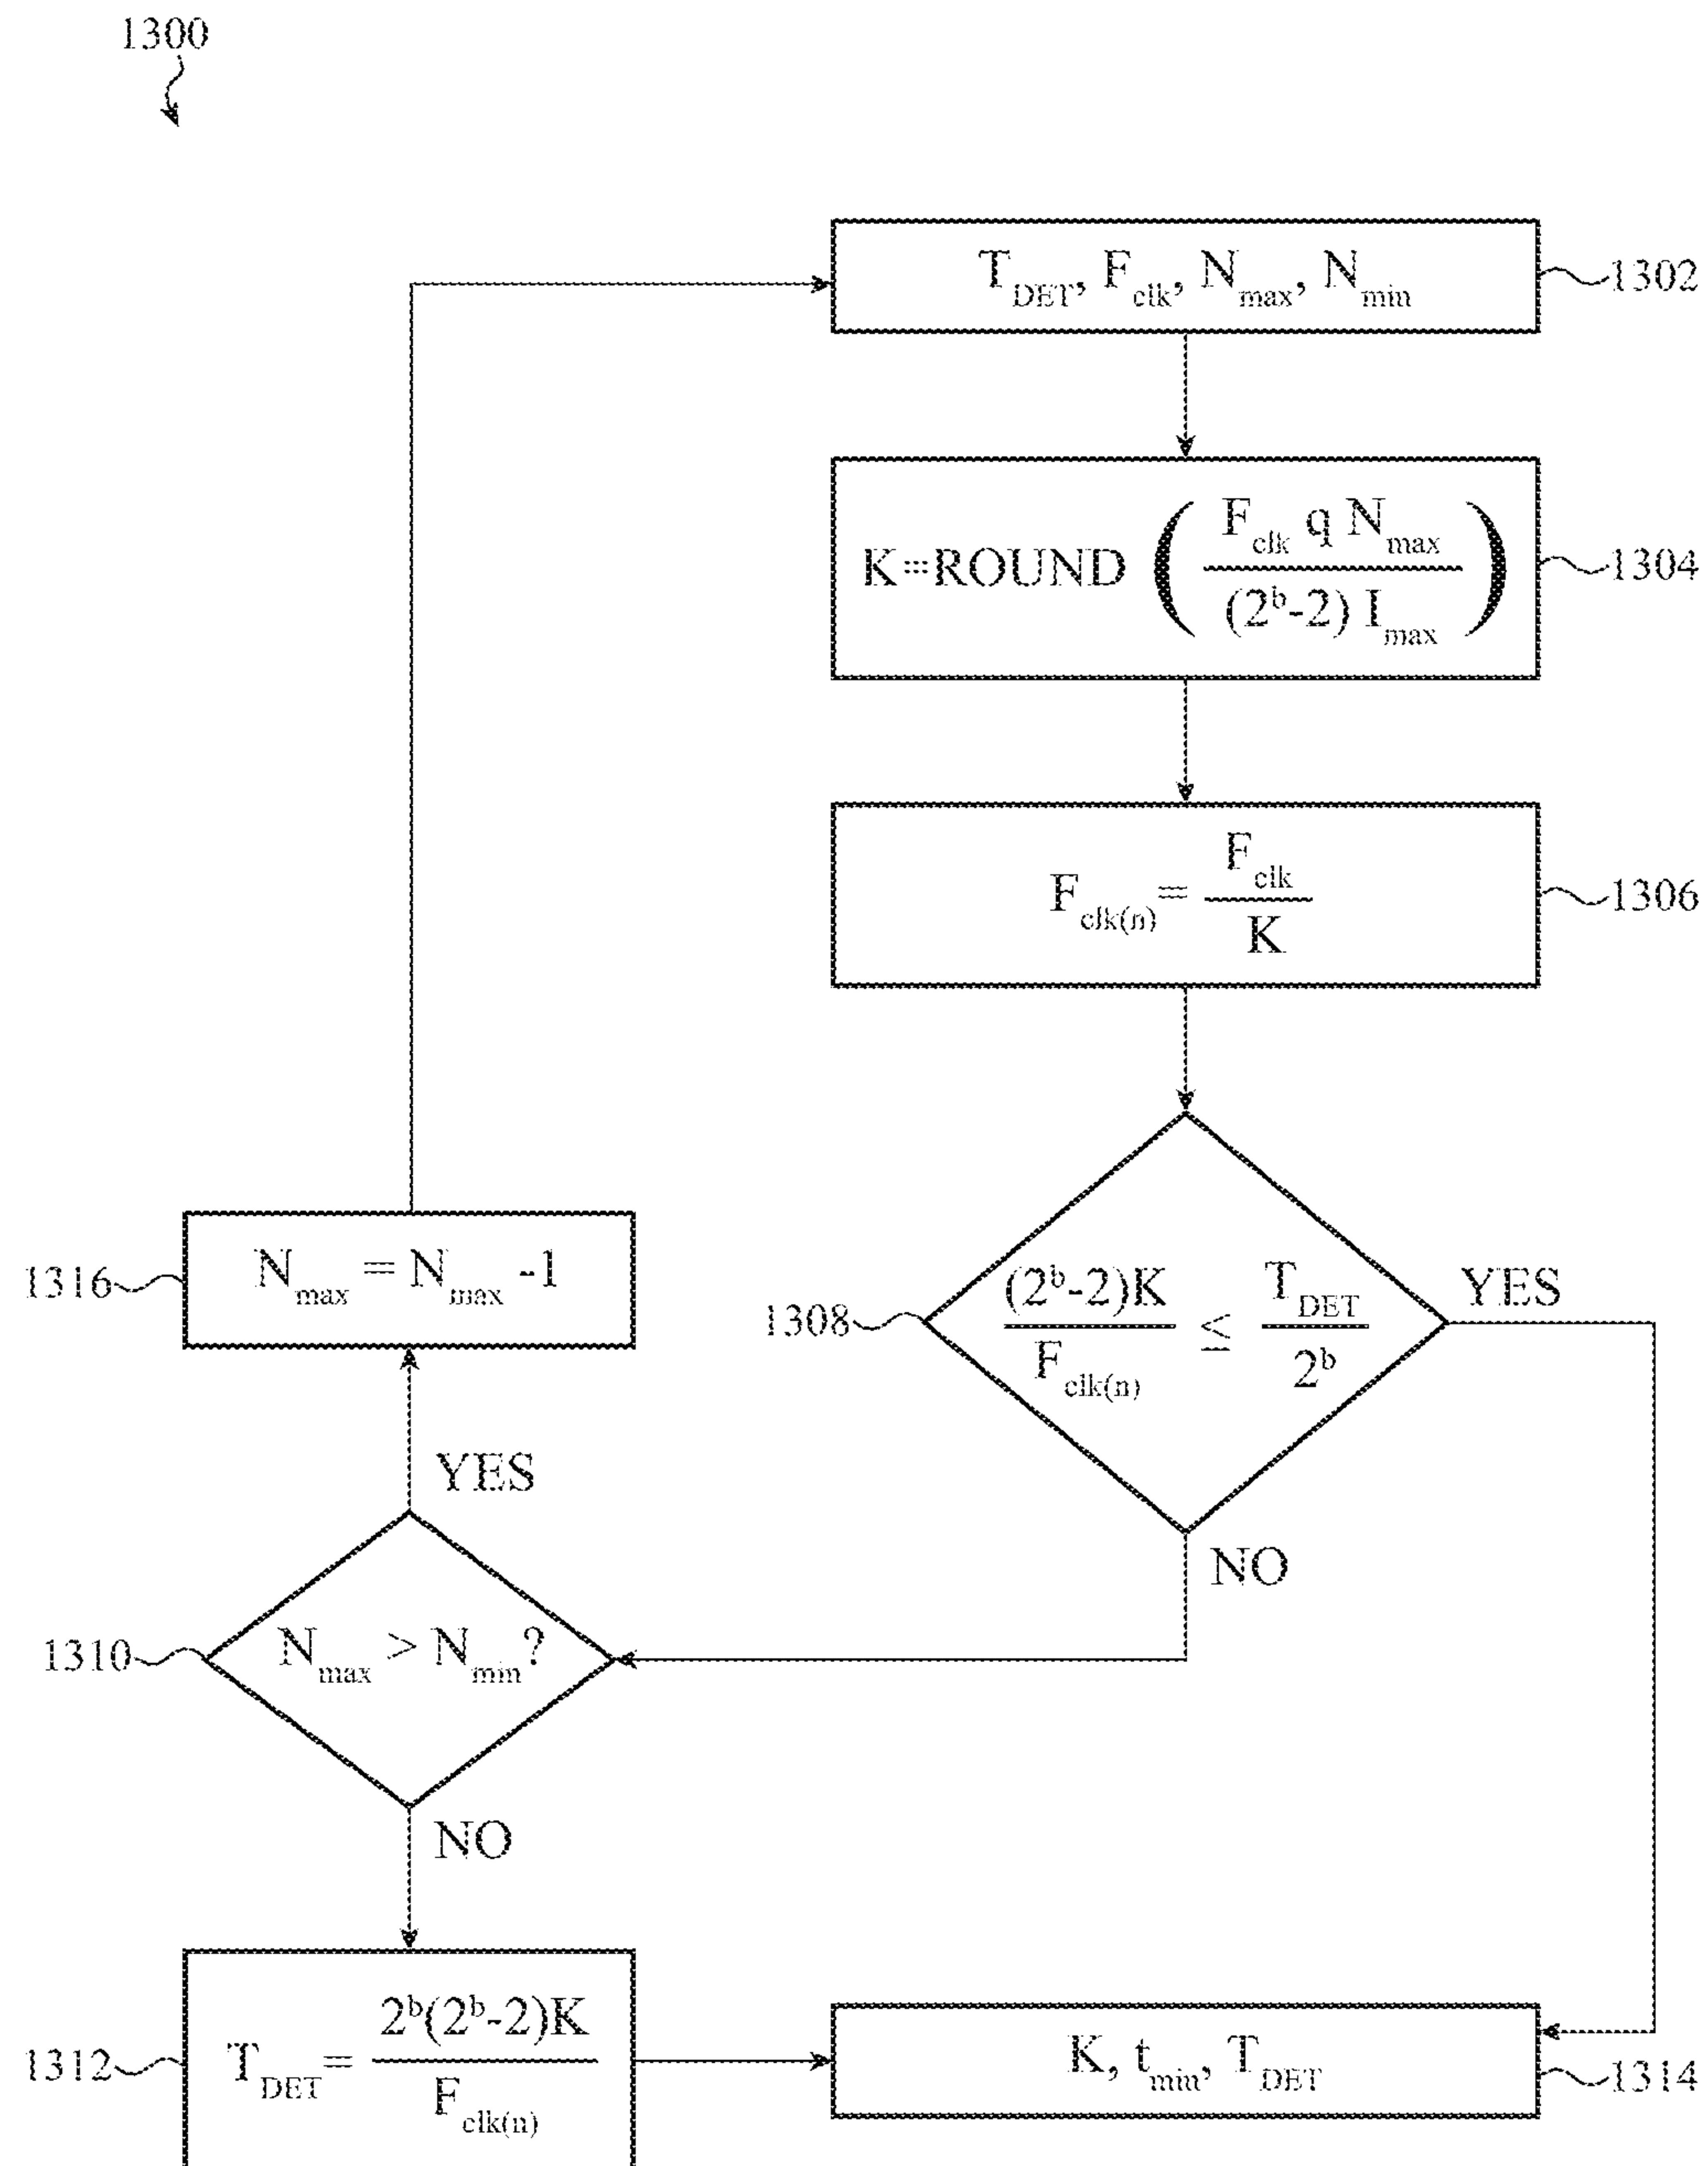 1300
T_DET, F_clk, N_max, N_min
1302
K=ROUND ( F_clk q N_max / (2^b-2) I_max )
1304
F_clk(n) = F_clk / K
1306
N_max = N_max -1
1316
(2^b-2)K / F_clk(n) ≤ T_DET / 2^b
1308
YES
NO
YES
N_max > N_min?
1310
NO
T_DET = 2^b(2^b-2)K / F_clk(n)
1312
K, t_min, T_DET
1314